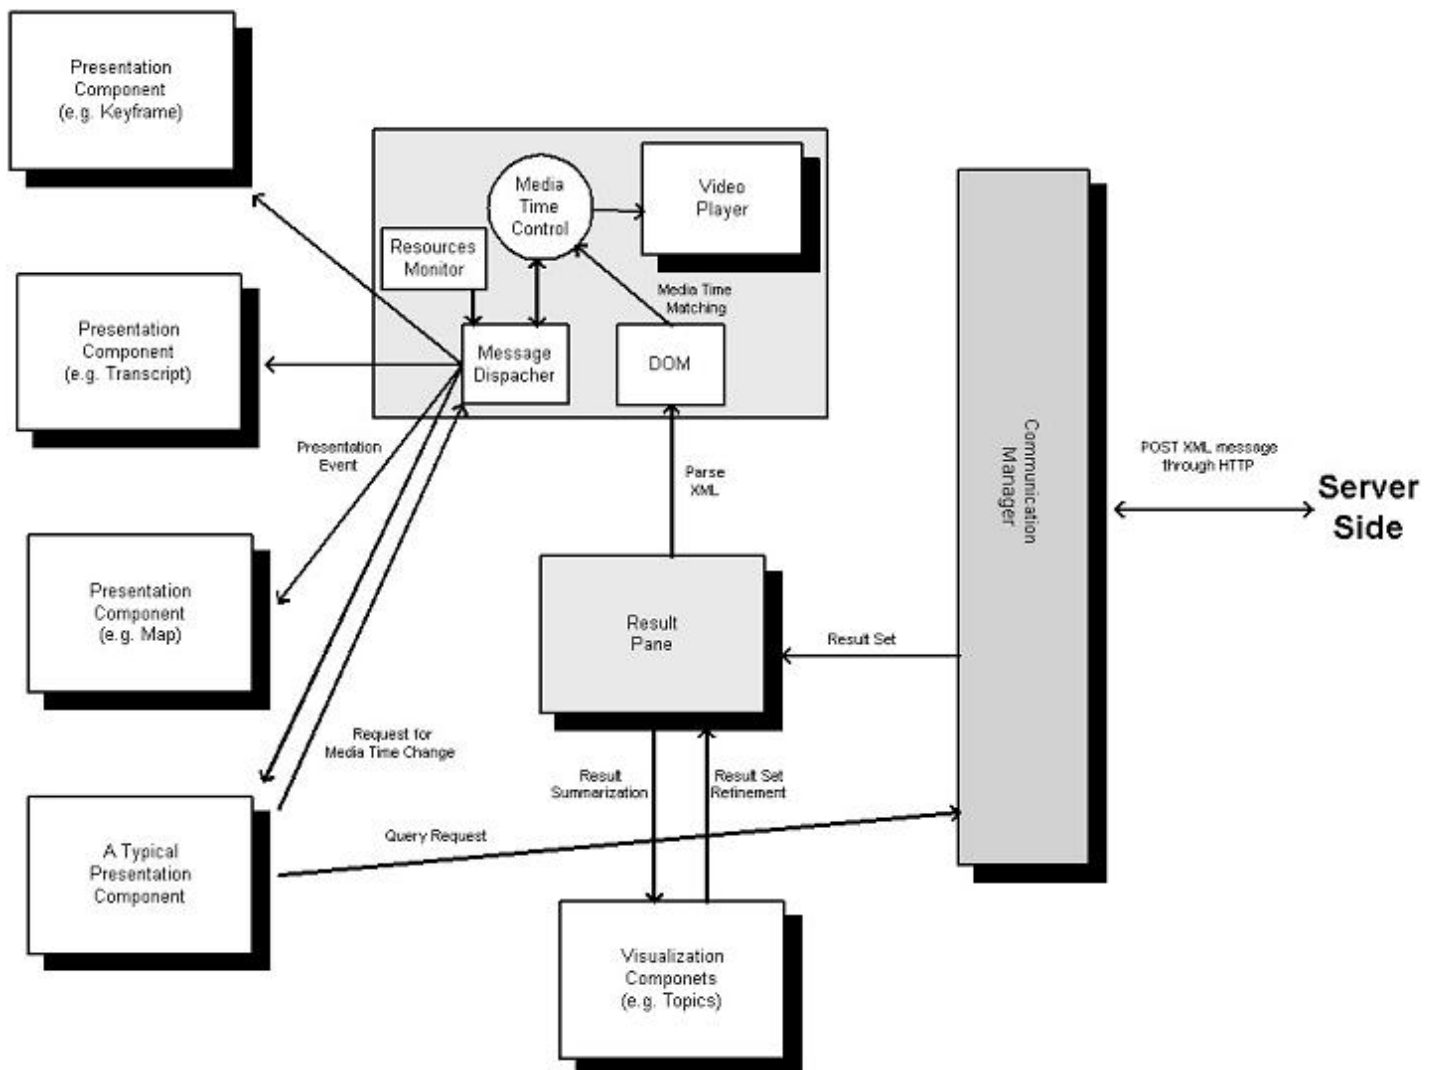 Presentation
Component
(e.g. Keyframe)
Media
Time
Control
Video
Player
Resources
Monitor
Media Time
Matching
Presentation
Component
(e.g. Transcript)
Message
Dispacher
DOM
Presentation
Event
Parse
XML
Communication
Manager
POST XML message
through HTTP
Server
Side
Presentation
Component
(e.g. Map)
Result
Pane
Result Set
Request for
Media Time Change
Result
Summarization
Result Set
Refinement
Query Request
A Typical
Presentation
Component
Visualization
Componets
(e.g. Topics)